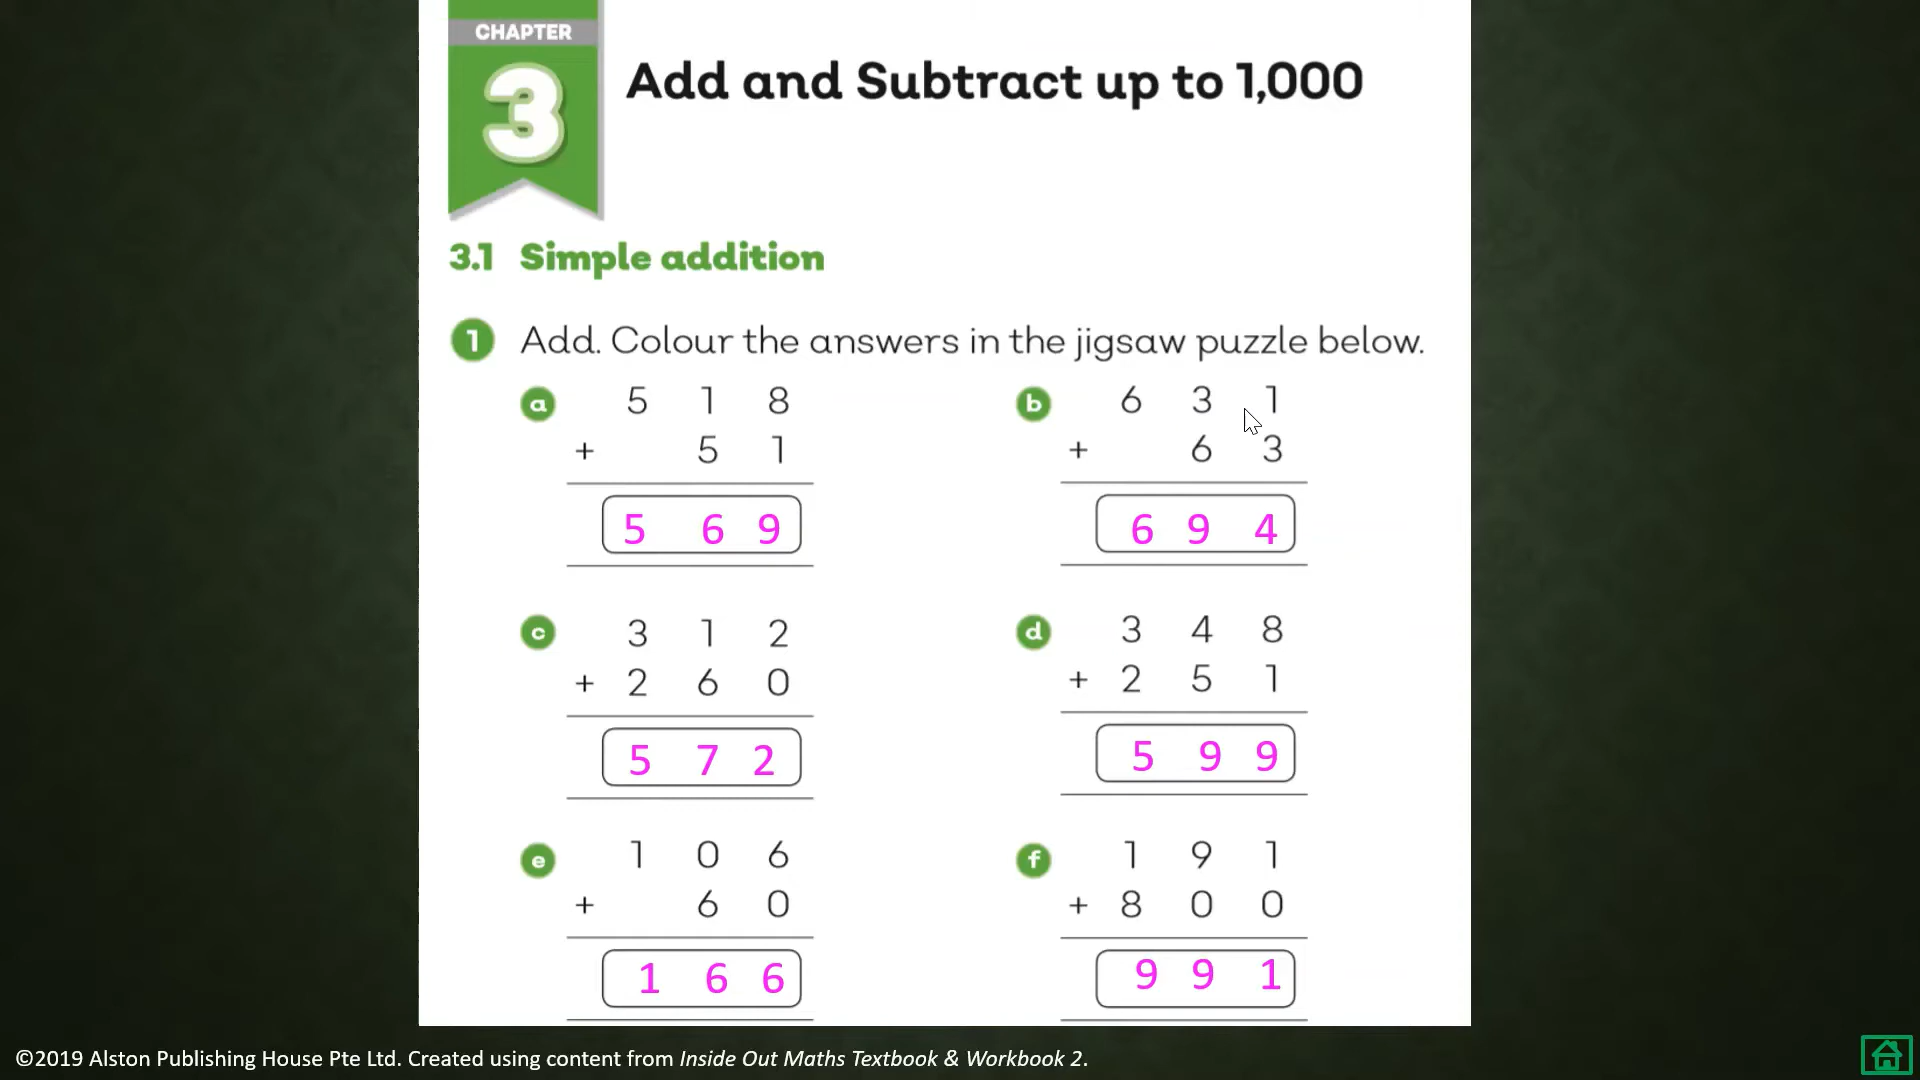 CHAPTER
3
Add and Subtract up to 1,000
3.1 Simple addition
1 Add. Colour the answers in the jigsaw puzzle below.
a 5 1 8
+ 5 1
5 6 9
b 6 3 1
+ 6 3
6 9 4
c 3 1 2
+ 2 6 0
5 7 2
d 3 4 8
+ 2 5 1
5 9 9
e 1 0 6
+ 6 0
1 6 6
f 1 9 1
+ 8 0 0
9 9 1
©2019 Alston Publishing House Pte Ltd. Created using content from Inside Out Maths Textbook & Workbook 2.